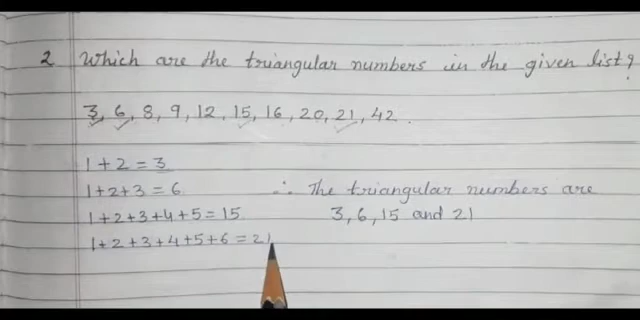 2 Which are the triangular numbers in the given list?
3, 6, 8, 9, 12, 15, 16, 20, 21, 42.
1+2=3
1+2+3=6
1+2+3+4+5=15
1+2+3+4+5+6=21
∴ The triangular numbers are
3, 6, 15 and 21